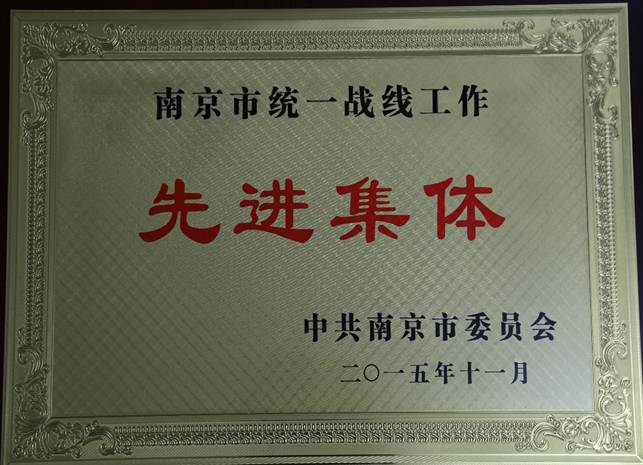 南京市统一战线工作
先进集体
中共南京市委员会
二〇一五年十一月